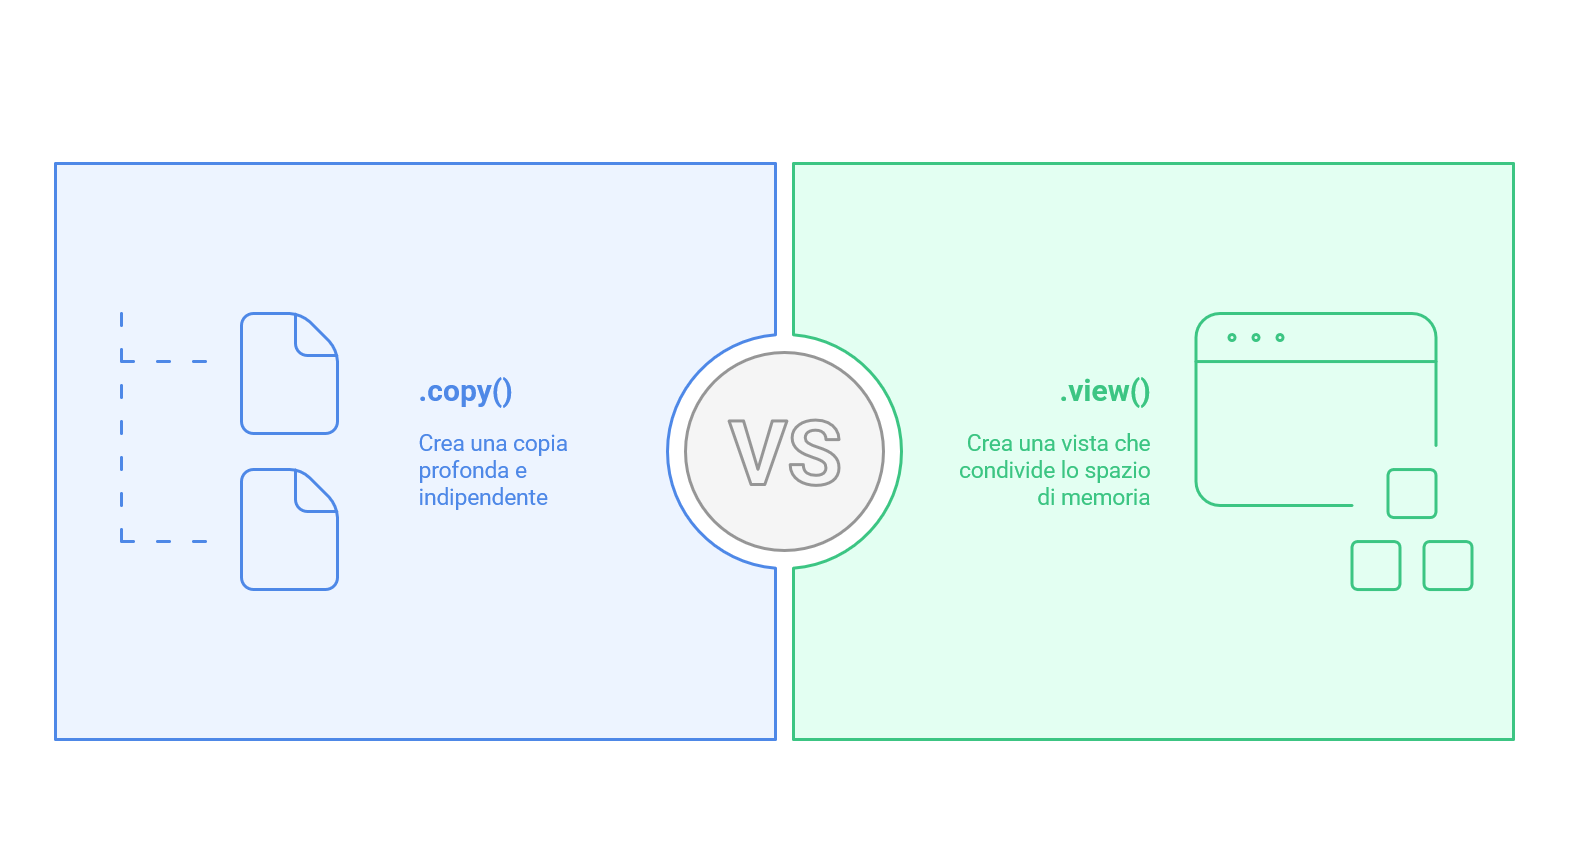 .copy()
Crea una copia
profonda e
indipendente
VS
.view()
Crea una vista che
condivide lo spazio
di memoria